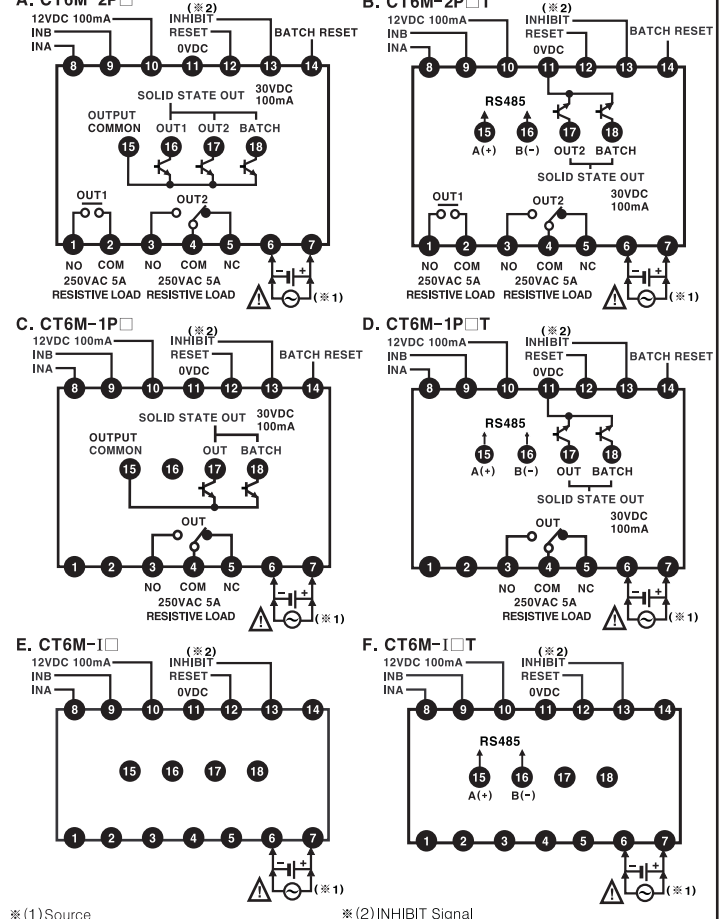 A. CT6M-2P□
(※2)
12VDC 100mA INHIBIT
INB RESET BATCH RESET
INA 0VDC
8 9 10 11 12 13 14
SOLID STATE OUT 30VDC
100mA
OUTPUT
COMMON OUT1 OUT2 BATCH
15 16 17 18
OUT1 OUT2
1 2 3 4 5 6 7
NO COM NO COM NC - +
250VAC 5A 250VAC 5A
RESISTIVE LOAD RESISTIVE LOAD
(※1)
B. CT6M-2P□T
(※2)
12VDC 100mA INHIBIT
INB RESET BATCH RESET
INA 0VDC
8 9 10 11 12 13 14
RS485
15 16 17 18
A(+) B(-) OUT2 BATCH
SOLID STATE OUT
30VDC
100mA
OUT1 OUT2
1 2 3 4 5 6 7
NO COM NO COM NC - +
250VAC 5A 250VAC 5A
RESISTIVE LOAD RESISTIVE LOAD
(※1)
C. CT6M-1P□
(※2)
12VDC 100mA INHIBIT
INB RESET BATCH RESET
INA 0VDC
8 9 10 11 12 13 14
SOLID STATE OUT 30VDC
100mA
OUTPUT
COMMON OUT BATCH
15 16 17 18
OUT
1 2 3 4 5 6 7
NO COM NC - +
250VAC 5A
RESISTIVE LOAD
(※1)
D. CT6M-1P□T
(※2)
12VDC 100mA INHIBIT
INB RESET BATCH RESET
INA 0VDC
8 9 10 11 12 13 14
RS485
15 16 17 18
A(+) B(-) OUT BATCH
SOLID STATE OUT
30VDC
100mA
OUT
1 2 3 4 5 6 7
NO COM NC - +
250VAC 5A
RESISTIVE LOAD
(※1)
E. CT6M-I□
(※2)
12VDC 100mA INHIBIT
INB RESET
INA 0VDC
8 9 10 11 12 13 14
15 16 17 18
1 2 3 4 5 6 7
- +
(※1)
F. CT6M-I□T
(※2)
12VDC 100mA INHIBIT
INB RESET
INA 0VDC
8 9 10 11 12 13 14
RS485
15 16 17 18
A(+) B(-)
1 2 3 4 5 6 7
- +
(※1)
※(1)Source
※(2)INHIBIT Signal